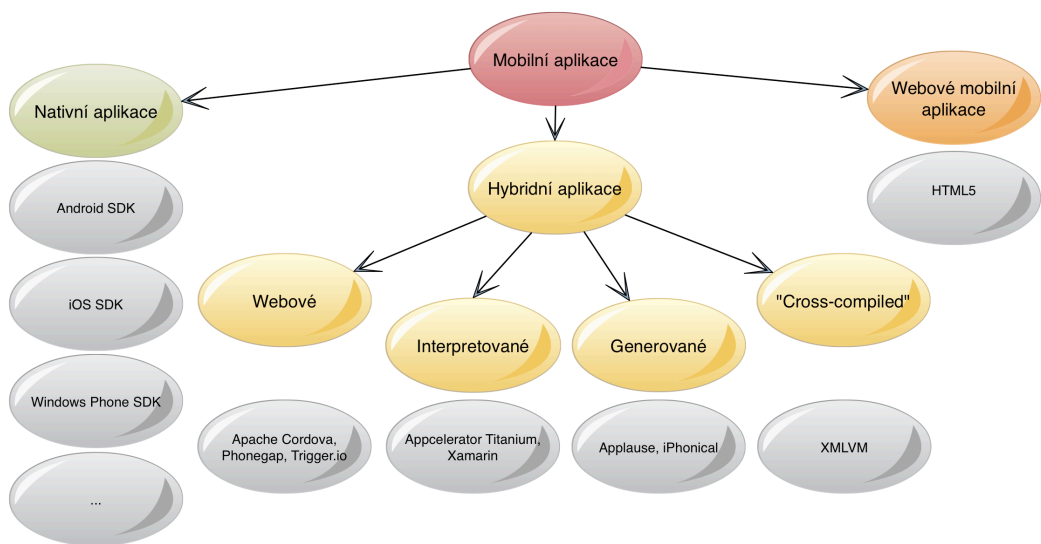 Mobilní aplikace
Nativní aplikace
Webové mobilní
aplikace
Hybridní aplikace
Android SDK
HTML5
iOS SDK
Webové
"Cross-compiled"
Interpretované
Generované
Windows Phone SDK
Apache Cordova,
Phonegap, Trigger.io
Appcelerator Titanium,
Xamarin
Applause, iPhonical
XMLVM
...